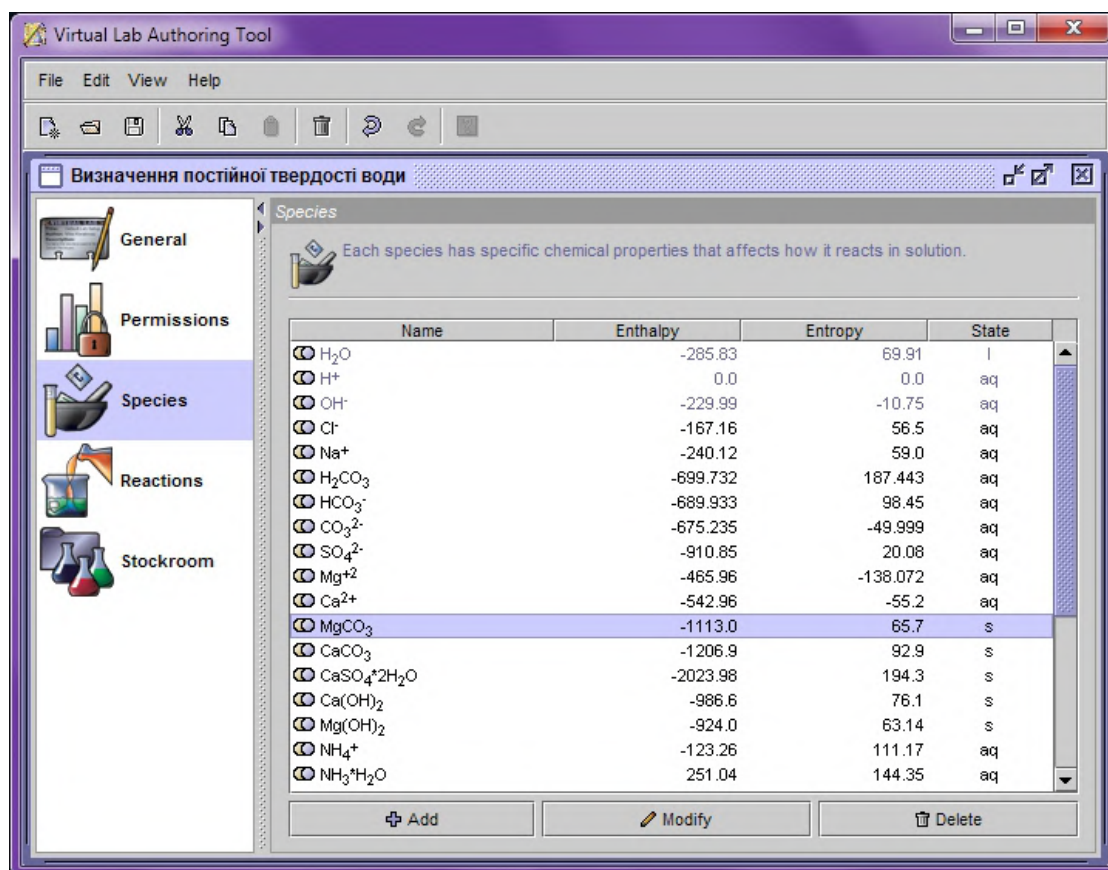 Virtual Lab Authoring Tool
File Edit View Help
Визначення постійної твердості води
General
Permissions
Species
Reactions
Stockroom
Species
Each species has specific chemical properties that affects how it reacts in solution.
Name Enthalpy Entropy State
H₂O -285.83 69.91 l
H⁺ 0.0 0.0 aq
OH⁻ -229.99 -10.75 aq
Cl⁻ -167.16 56.5 aq
Na⁺ -240.12 59.0 aq
H₂CO₃ -699.732 187.443 aq
HCO₃⁻ -689.933 98.45 aq
CO₃²⁻ -675.235 -49.999 aq
SO₄²⁻ -910.85 20.08 aq
Mg⁺² -465.96 -138.072 aq
Ca²⁺ -542.96 -55.2 aq
MgCO₃ -1113.0 65.7 s
CaCO₃ -1206.9 92.9 s
CaSO₄*2H₂O -2023.98 194.3 s
Ca(OH)₂ -986.6 76.1 s
Mg(OH)₂ -924.0 63.14 s
NH₄⁺ -123.26 111.17 aq
NH₃*H₂O 251.04 144.35 aq
Add Modify Delete